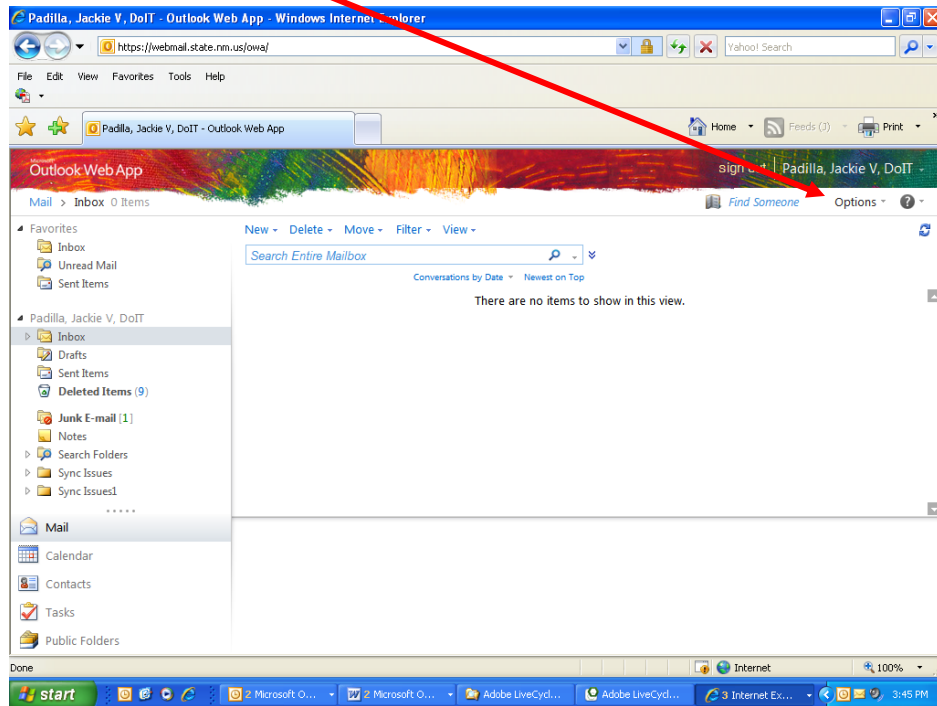 Padilla, Jackie V, DoIT - Outlook Web App - Windows Internet Explorer
https://webmail.state.nm.us/owa/
Yahoo! Search
File Edit View Favorites Tools Help
Padilla, Jackie V, DoIT - Outlook Web App
Home Feeds (J) Print
Microsoft
Outlook Web App
sign out Padilla, Jackie V, DoIT
Mail > Inbox 0 Items
Find Someone Options
Favorites
Inbox
Unread Mail
Sent Items
Padilla, Jackie V, DoIT
Inbox
Drafts
Sent Items
Deleted Items (9)
Junk E-mail [1]
Notes
Search Folders
Sync Issues
Sync Issues1
Mail
Calendar
Contacts
Tasks
Public Folders
New Delete Move Filter View
Search Entire Mailbox
Conversations by Date Newest on Top
There are no items to show in this view.
Done
Internet 100%
start 2 Microsoft O... 2 Microsoft O... Adobe LiveCycl... Adobe LiveCycl... 3 Internet Ex... 3:45 PM